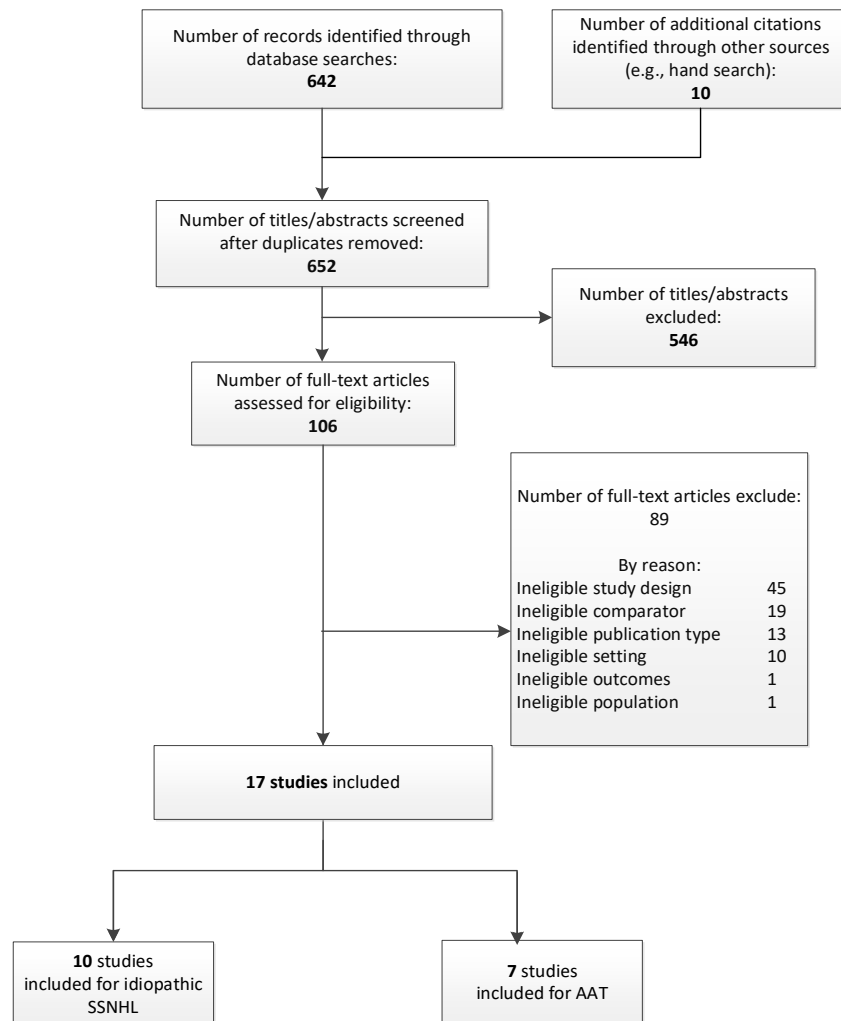 Number of records identified through
database searches:
642
Number of additional citations
identified through other sources
(e.g., hand search):
10
Number of titles/abstracts screened
after duplicates removed:
652
Number of titles/abstracts
excluded:
546
Number of full-text articles
assessed for eligibility:
106
Number of full-text articles exclude:
89
By reason:
Ineligible study design 45
Ineligible comparator 19
Ineligible publication type 13
Ineligible setting 10
Ineligible outcomes 1
Ineligible population 1
17 studies included
10 studies
included for idiopathic
SSNHL
7 studies
included for AAT